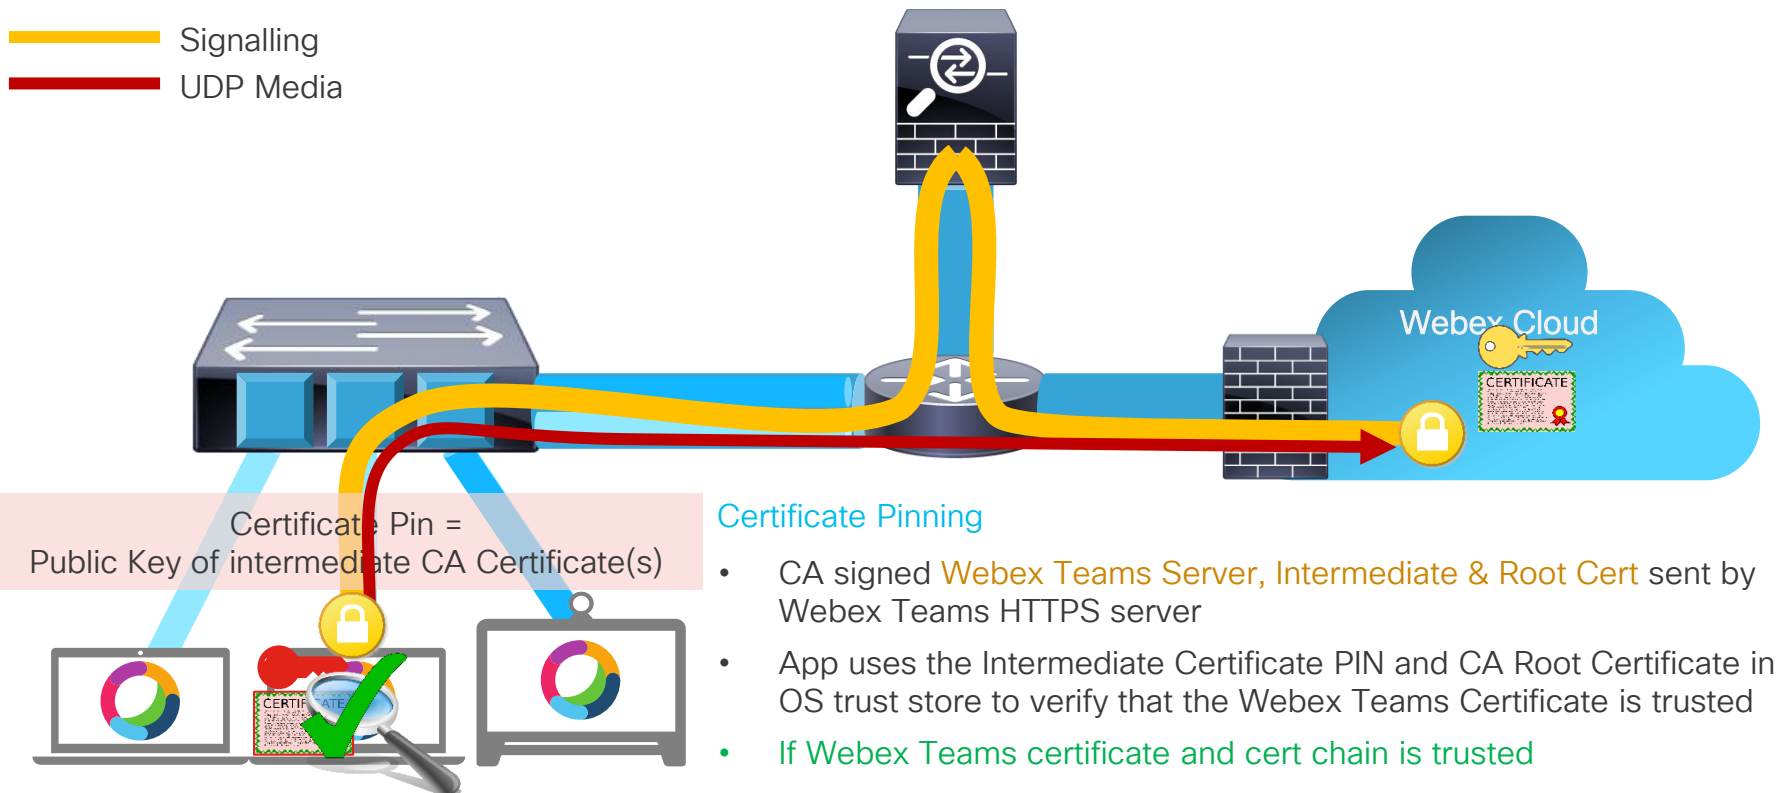 Signalling
UDP Media
Webex Cloud
CERTIFICATE
Certificate Pin =
Public Key of intermediate CA Certificate(s)
Certificate Pinning
• CA signed Webex Teams Server, Intermediate & Root Cert sent by
Webex Teams HTTPS server
• App uses the Intermediate Certificate PIN and CA Root Certificate in
OS trust store to verify that the Webex Teams Certificate is trusted
• If Webex Teams certificate and cert chain is trusted